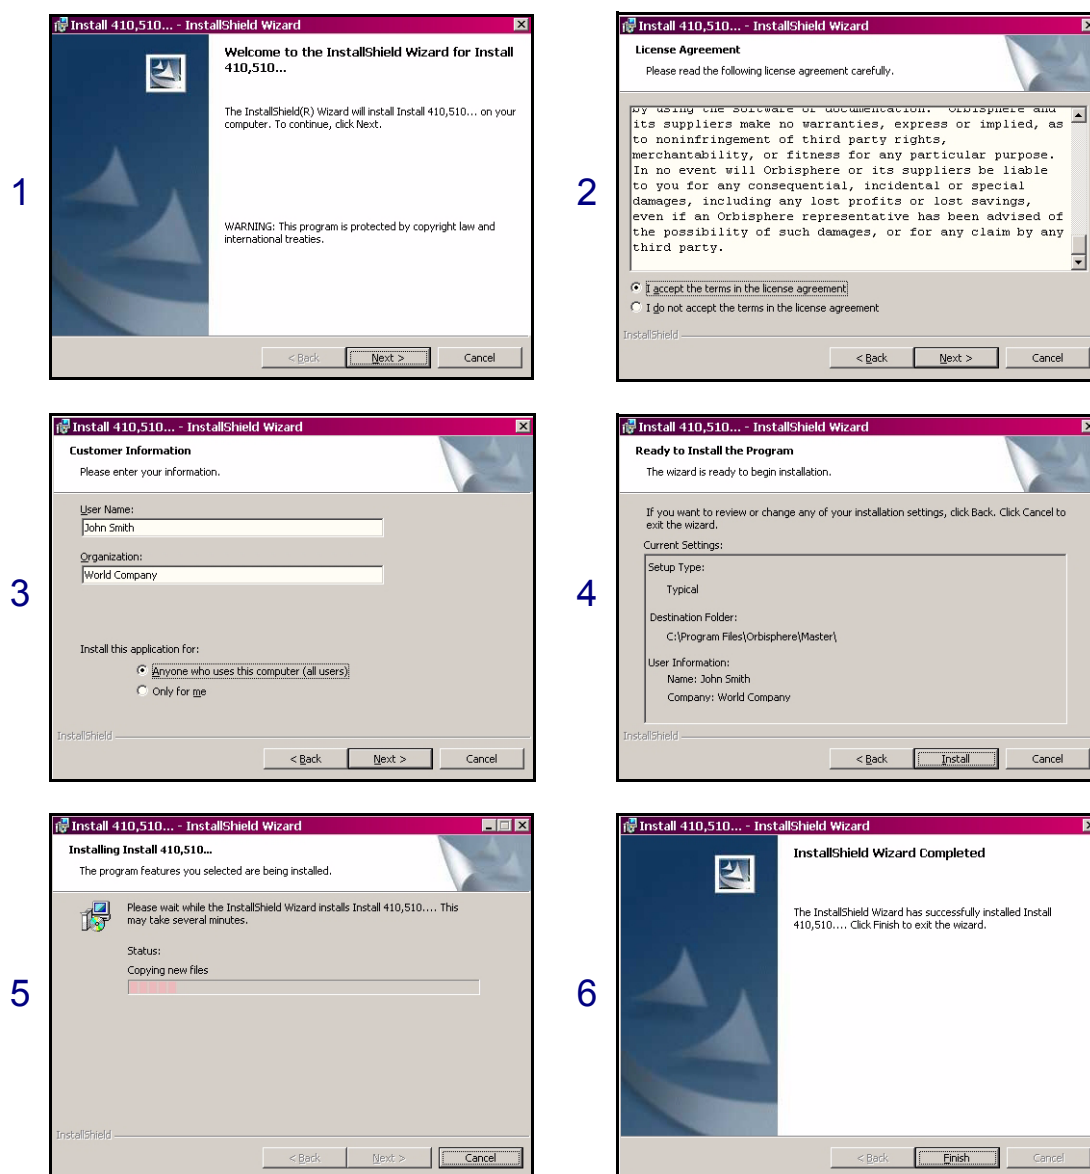 1
Install 410,510... - InstallShield Wizard
Welcome to the InstallShield Wizard for Install
410,510...
The InstallShield(R) Wizard will install Install 410,510... on your
computer. To continue, click Next.
WARNING: This program is protected by copyright law and
international treaties.
< Back
Next >
Cancel
2
Install 410,510... - InstallShield Wizard
License Agreement
Please read the following license agreement carefully.
by using the software or documentation. Orbisphere and
its suppliers make no warranties, express or implied, as
to noninfringement of third party rights,
merchantability, or fitness for any particular purpose.
In no event will Orbisphere or its suppliers be liable
to you for any consequential, incidental or special
damages, including any lost profits or lost savings,
even if an Orbisphere representative has been advised of
the possibility of such damages, or for any claim by any
third party.
I accept the terms in the license agreement
I do not accept the terms in the license agreement
InstallShield
< Back
Next >
Cancel
3
Install 410,510... - InstallShield Wizard
Customer Information
Please enter your information.
User Name:
John Smith
Organization:
World Company
Install this application for:
Anyone who uses this computer (all users)
Only for me
InstallShield
< Back
Next >
Cancel
4
Install 410,510... - InstallShield Wizard
Ready to Install the Program
The wizard is ready to begin installation.
If you want to review or change any of your installation settings, click Back. Click Cancel to
exit the wizard.
Current Settings:
Setup Type:
Typical
Destination Folder:
C:\Program Files\Orbisphere\Master\
User Information:
Name: John Smith
Company: World Company
InstallShield
< Back
Install
Cancel
5
Install 410,510... - InstallShield Wizard
Installing Install 410,510...
The program features you selected are being installed.
Please wait while the InstallShield Wizard installs Install 410,510.... This
may take several minutes.
Status:
Copying new files
InstallShield
< Back
Next >
Cancel
6
Install 410,510... - InstallShield Wizard
InstallShield Wizard Completed
The InstallShield Wizard has successfully installed Install
410,510.... Click Finish to exit the wizard.
< Back
Finish
Cancel